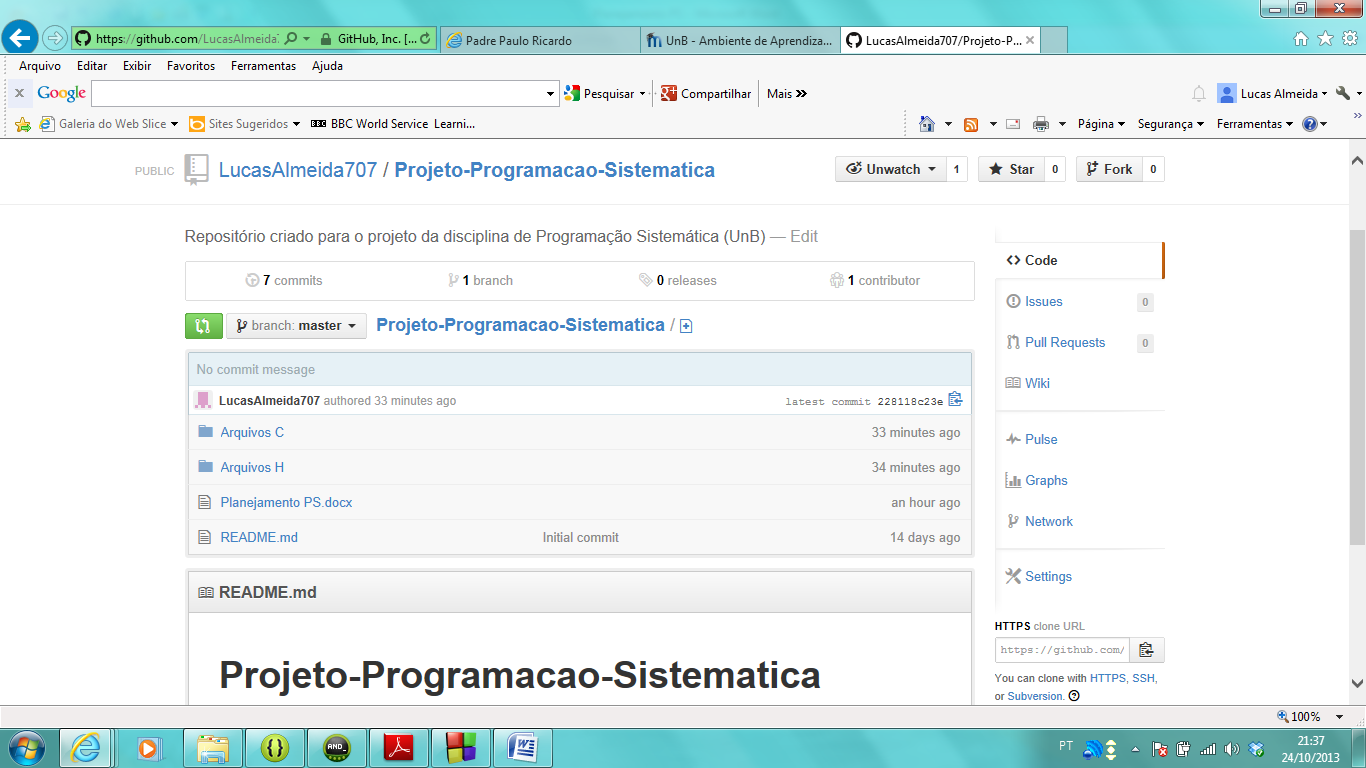 https://github.com/LucasAlmeida7 GitHub, Inc. [... Padre Paulo Ricardo UnB - Ambiente de Aprendiza... LucasAlmeida707/Projeto-P...
Arquivo Editar Exibir Favoritos Ferramentas Ajuda
x Google Pesquisar Compartilhar Mais » Lucas Almeida
Galeria do Web Slice Sites Sugeridos BBC BBC World Service Learni... Página Segurança Ferramentas
PUBLIC LucasAlmeida707 / Projeto-Programacao-Sistematica Unwatch 1 Star 0 Fork 0
Repositório criado para o projeto da disciplina de Programação Sistemática (UnB) — Edit
7 commits 1 branch 0 releases 1 contributor
branch: master Projeto-Programacao-Sistematica /
No commit message
LucasAlmeida707 authored 33 minutes ago latest commit 228118c23e
Arquivos C 33 minutes ago
Arquivos H 34 minutes ago
Planejamento PS.docx an hour ago
README.md Initial commit 14 days ago
README.md
Projeto-Programacao-Sistematica
Code
Issues 0
Pull Requests 0
Wiki
Pulse
Graphs
Network
Settings
HTTPS clone URL
https://github.com/
You can clone with HTTPS, SSH,
or Subversion.
100%
AND_
PT 21:37
24/10/2013